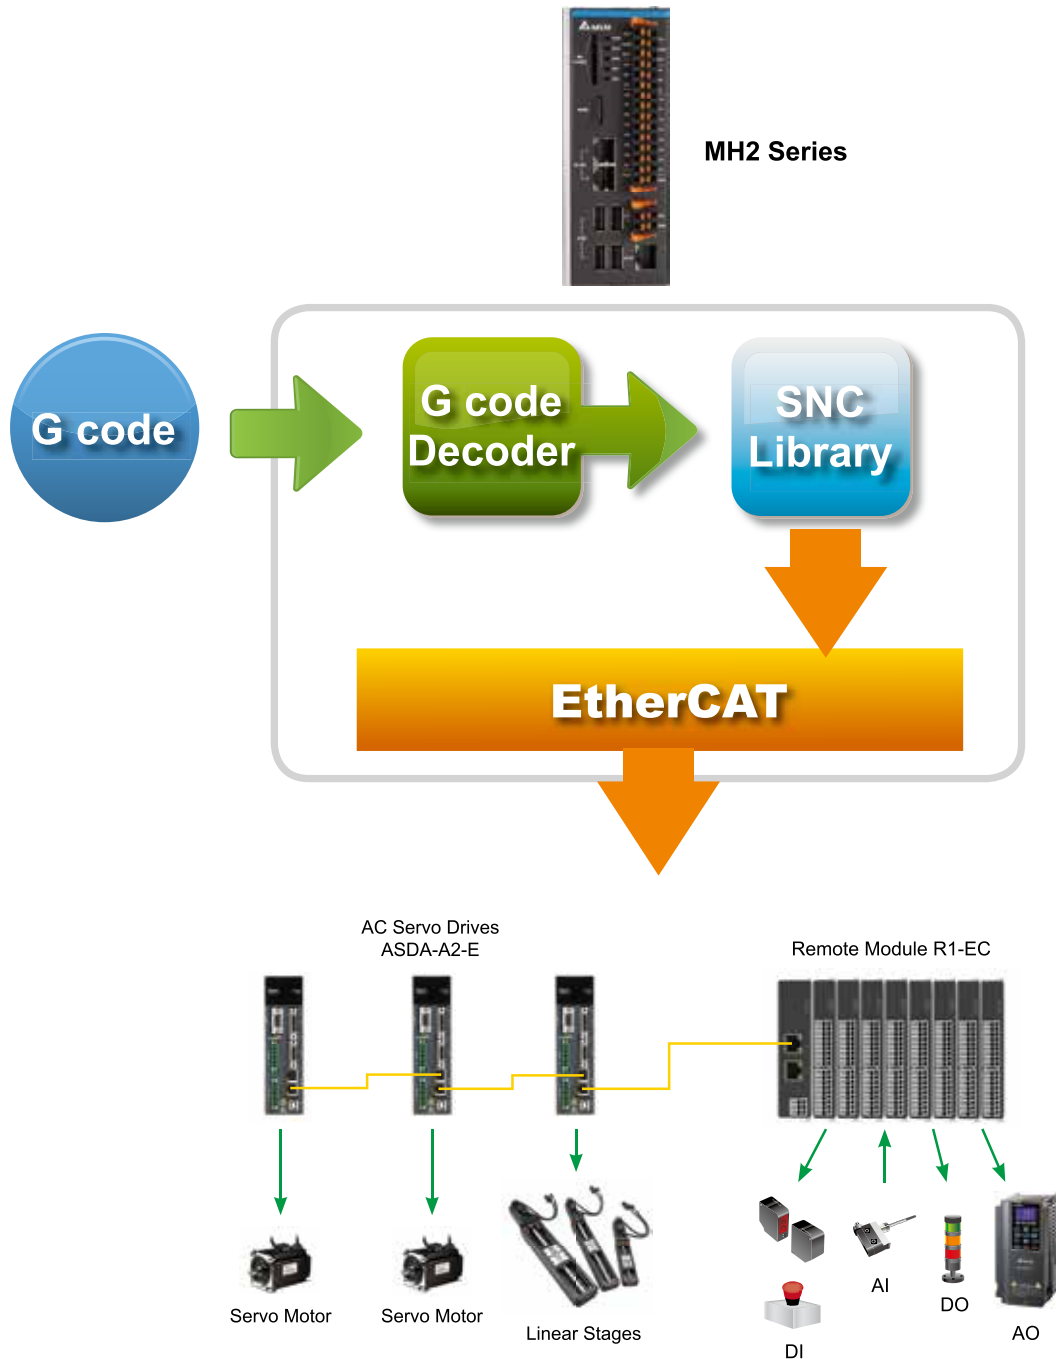 MH2 Series
G code
G code
Decoder
SNC
Library
EtherCAT
AC Servo Drives
ASDA-A2-E
Remote Module R1-EC
Servo Motor
Servo Motor
Linear Stages
DI
AI
DO
AO